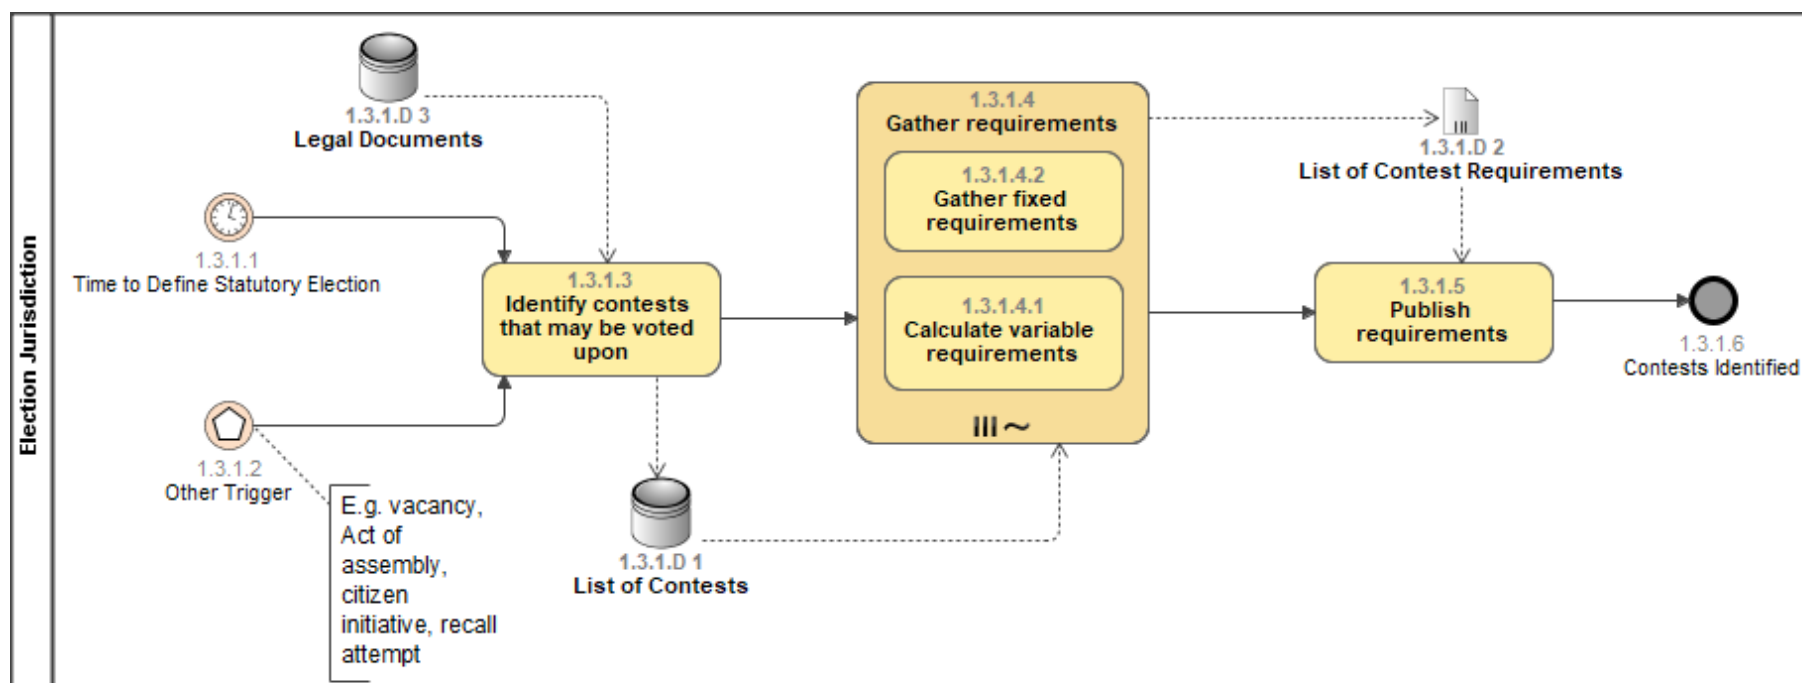 Election Jurisdiction
1.3.1.D 3
Legal Documents
1.3.1.1
Time to Define Statutory Election
1.3.1.2
Other Trigger
E.g. vacancy,
Act of
assembly,
citizen
initiative, recall
attempt
1.3.1.3
Identify contests
that may be voted
upon
1.3.1.D 1
List of Contests
1.3.1.4
Gather requirements
1.3.1.4.2
Gather fixed
requirements
1.3.1.4.1
Calculate variable
requirements
1.3.1.D 2
List of Contest Requirements
1.3.1.5
Publish
requirements
1.3.1.6
Contests Identified